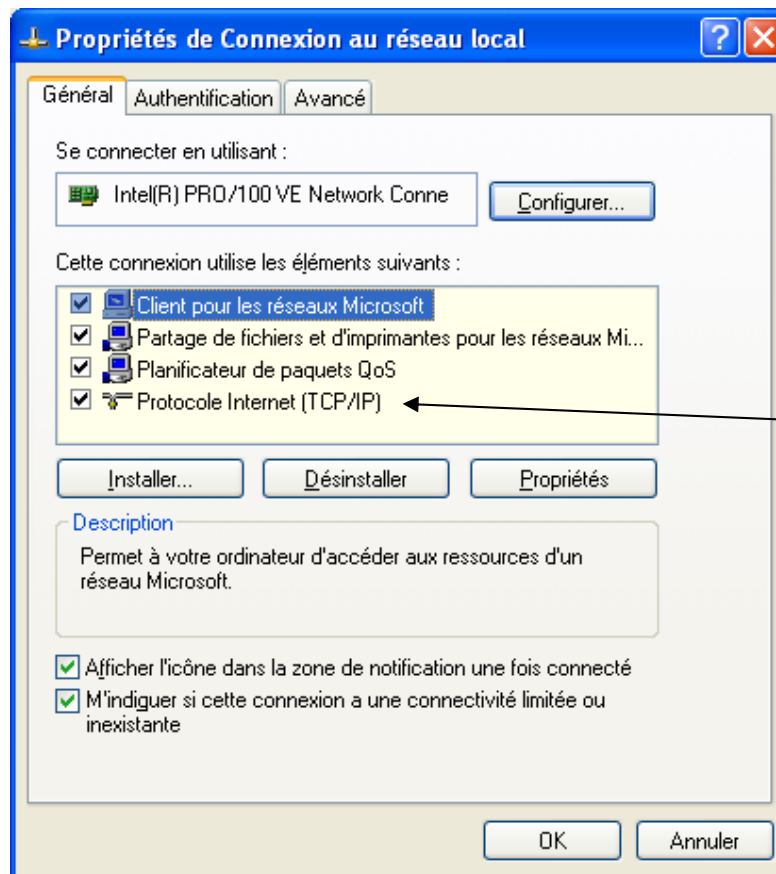 Propriétés de Connexion au réseau local
Général Authentification Avancé
Se connecter en utilisant :
Intel(R) PRO/100 VE Network Conne
Configurer...
Cette connexion utilise les éléments suivants :
Client pour les réseaux Microsoft
Partage de fichiers et d'imprimantes pour les réseaux Mi...
Planificateur de paquets QoS
Protocole Internet (TCP/IP)
Installer... Désinstaller Propriétés
Description
Permet à votre ordinateur d'accéder aux ressources d'un
réseau Microsoft.
Afficher l'icône dans la zone de notification une fois connecté
M'indiquer si cette connexion a une connectivité limitée ou
inexistante
OK Annuler